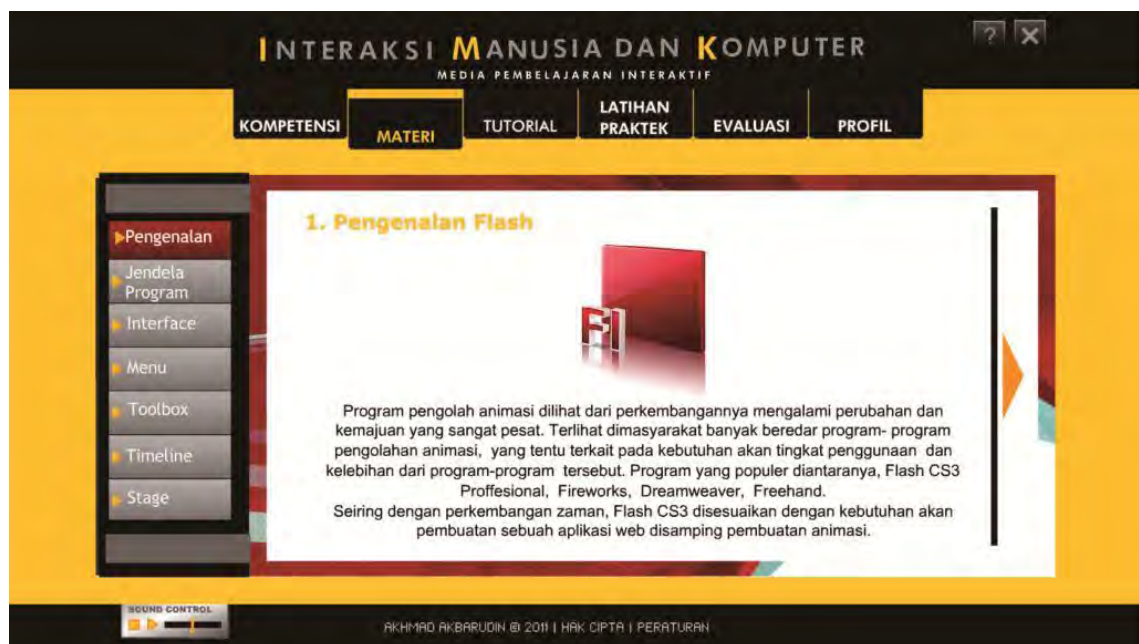 INTERAKSI MANUSIA DAN KOMPUTER
? X
MEDIA PEMBELAJARAN INTERAKTIF
KOMPETENSI
MATERI
TUTORIAL
LATIHAN
PRAKTEK
EVALUASI
PROFIL
Pengenalan
Jendela
Program
Interface
Menu
Toolbox
Timeline
Stage
1. Pengenalan Flash
Fl
Program pengolah animasi dilihat dari perkembangannya mengalami perubahan dan
kemajuan yang sangat pesat. Terlihat dimasyarakat banyak beredar program- program
pengolahan animasi, yang tentu terkait pada kebutuhan akan tingkat penggunaan dan
kelebihan dari program-program tersebut. Program yang populer diantaranya, Flash CS3
Proffesional, Fireworks, Dreamweaver, Freehand.
Seiring dengan perkembangan zaman, Flash CS3 disesuaikan dengan kebutuhan akan
pembuatan sebuah aplikasi web disamping pembuatan animasi.
SOUND CONTROL
AKHMAD AKBARUDIN @ 2011 | HAK CIPTA | PERATURAN